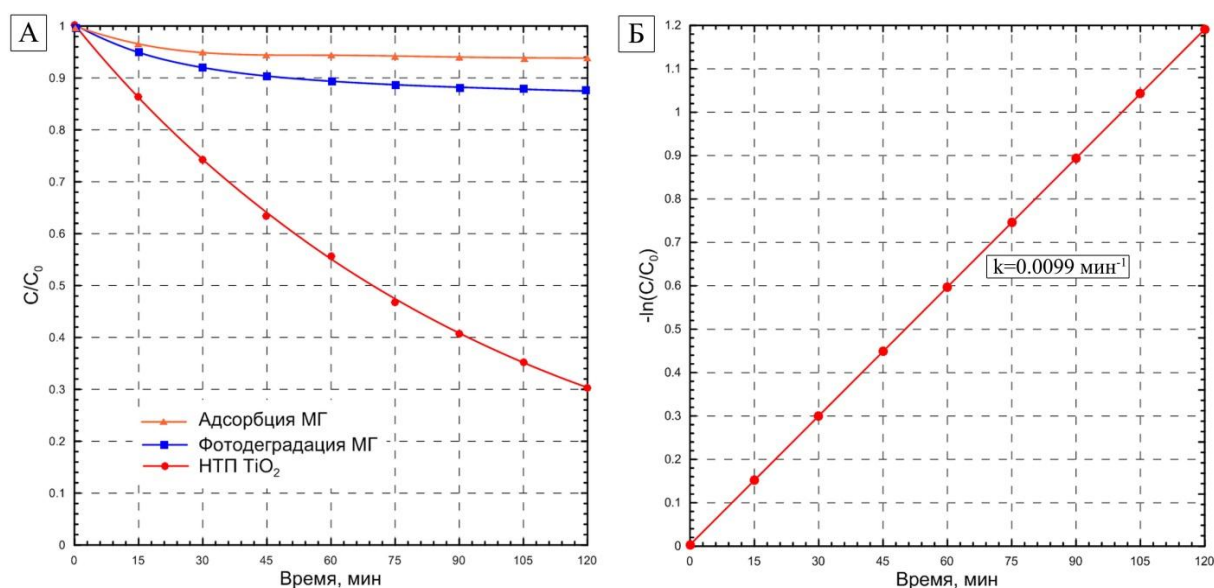 А
1
0.9
0.8
0.7
0.6
0.5
0.4
0.3
0.2
0.1
0
C/C₀
Адсорбция МГ
Фотодеградация МГ
НТП TiO₂
0 15 30 45 60 75 90 105 120
Время, мин
Б
1.2
1.1
1
0.9
0.8
0.7
0.6
0.5
0.4
0.3
0.2
0.1
0
-ln(C/C₀)
k=0.0099 мин⁻¹
0 15 30 45 60 75 90 105 120
Время, мин